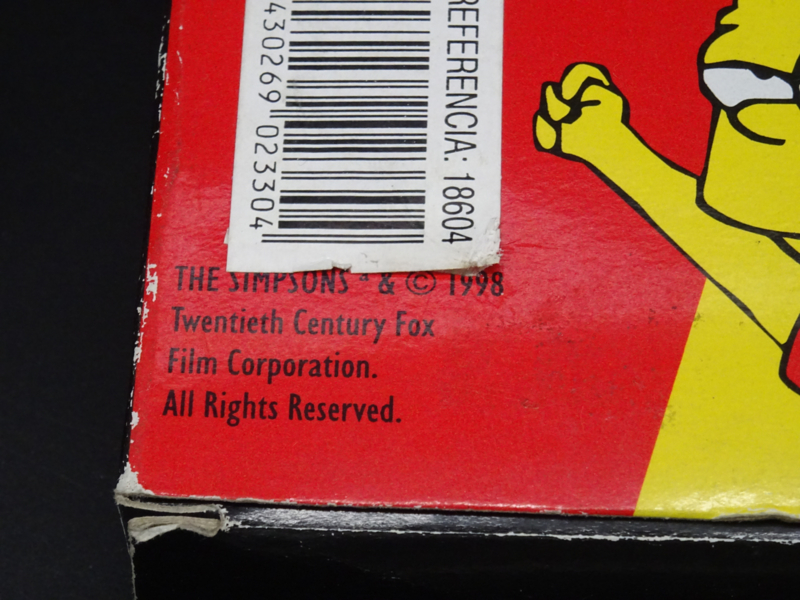 430269 023304
REFERENCIA: 18604
THE SIMPSONS & © 1998
Twentieth Century Fox
Film Corporation.
All Rights Reserved.